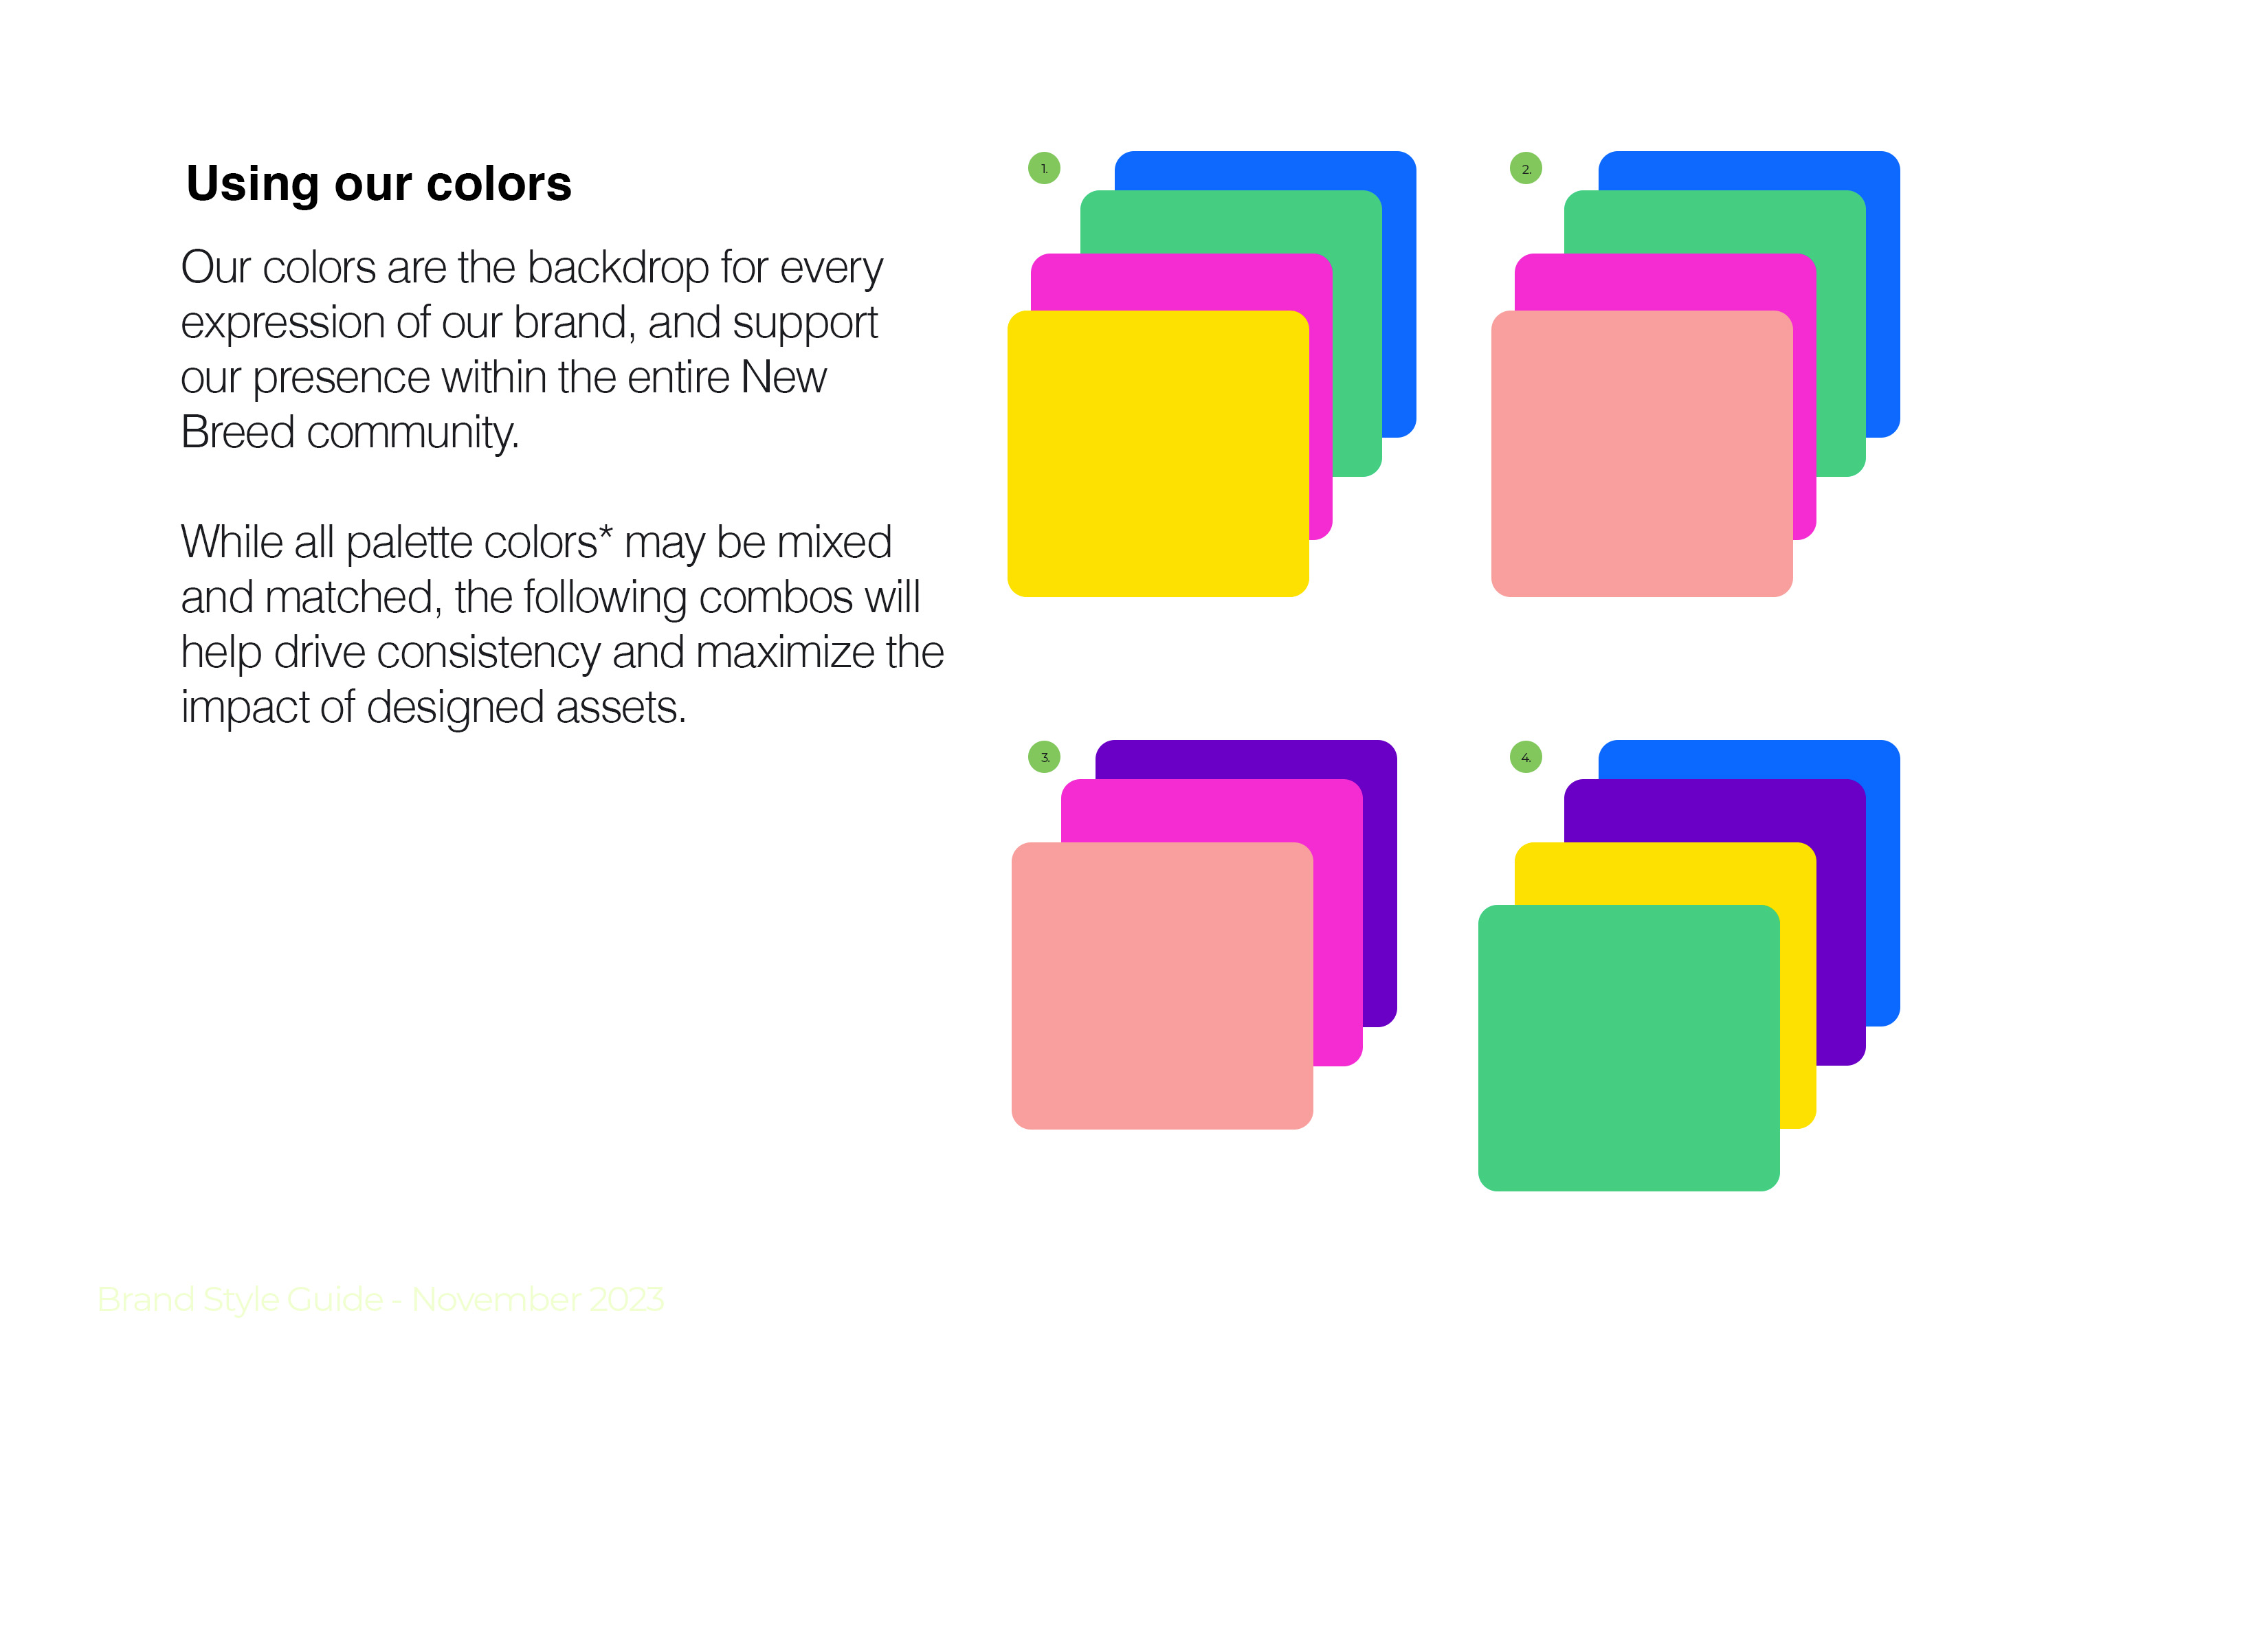 Using our colors
Our colors are the backdrop for every
expression of our brand, and support
our presence within the entire New
Breed community.
While all palette colors* may be mixed
and matched, the following combos will
help drive consistency and maximize the
impact of designed assets.
1.
2.
3.
4.
Brand Style Guide - November 2023